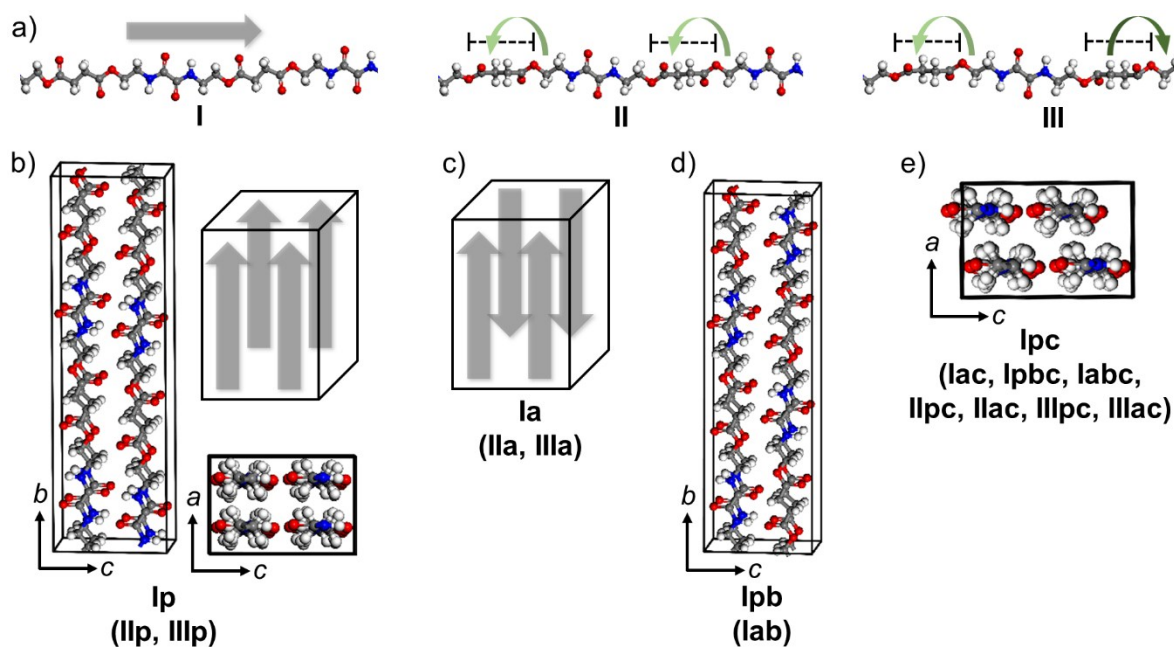 a)
I
II
III
b)
b
c
a
c
Ip
(IIp, IIIp)
c)
Ia
(IIa, IIIa)
d)
b
c
Ipb
(Iab)
e)
a
c
Ipc
(Iac, Ipbc, Iabc,
IIpc, IIac, IIIpc, IIIac)